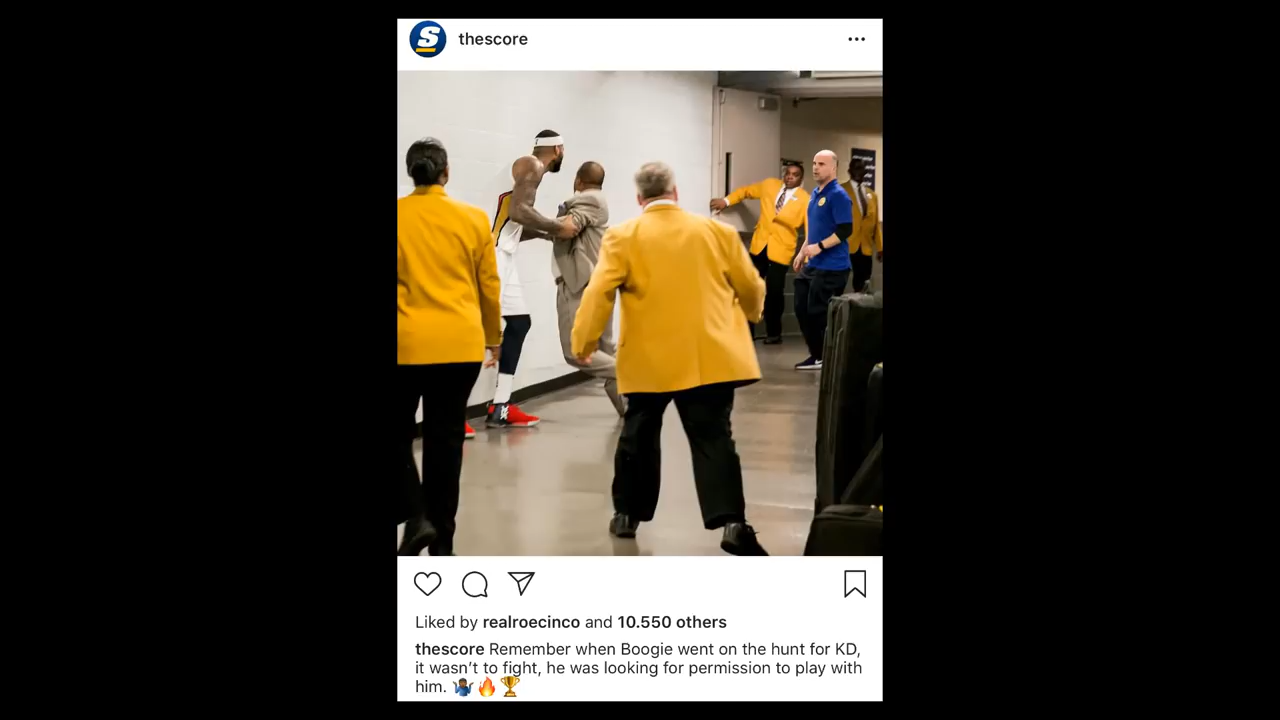 thescore
Liked by realroecinco and 10.550 others
thescore Remember when Boogie went on the hunt for KD,
it wasn’t to fight, he was looking for permission to play with
him. 🤷🏾‍♂️🔥🏆